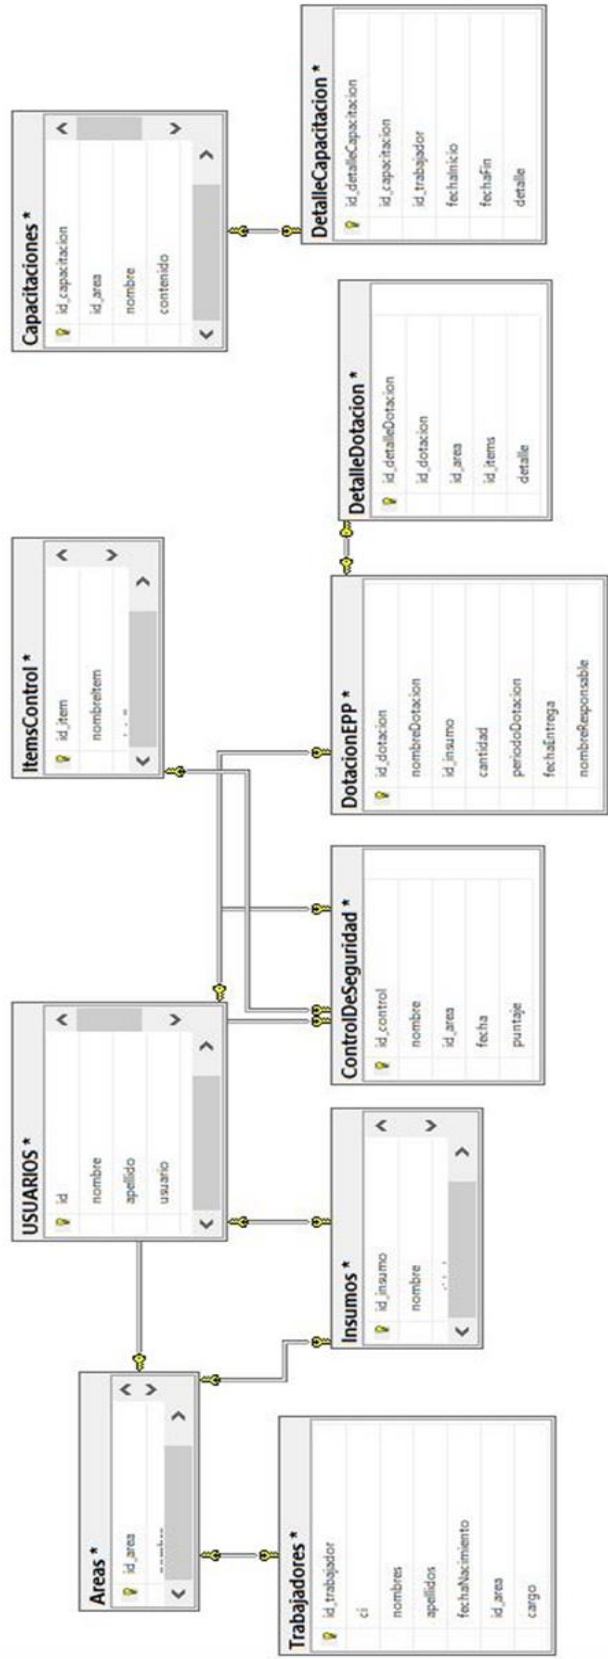 Areas *
id_area
USUARIOS *
id
nombre
apellido
usuario
ItemsControl *
id_item
nombreItem
Capacitaciones *
id_capacitacion
id_area
nombre
contenido
Trabajadores *
id_trabajador
ci
nombres
apellidos
fechaNacimiento
id_area
cargo
Insumos *
id_insumo
nombre
ControlDeSeguridad *
id_control
nombre
id_area
fecha
puntaje
DotacionEPP *
id_dotacion
nombreDotacion
id_insumo
cantidad
periodoDotacion
fechaEntrega
nombreResponsable
DetalleDotacion *
id_detalleDotacion
id_dotacion
id_area
id_items
detalle
DetalleCapacitacion *
id_detalleCapacitacion
id_capacitacion
id_trabajador
fechaInicio
fechaFin
detalle